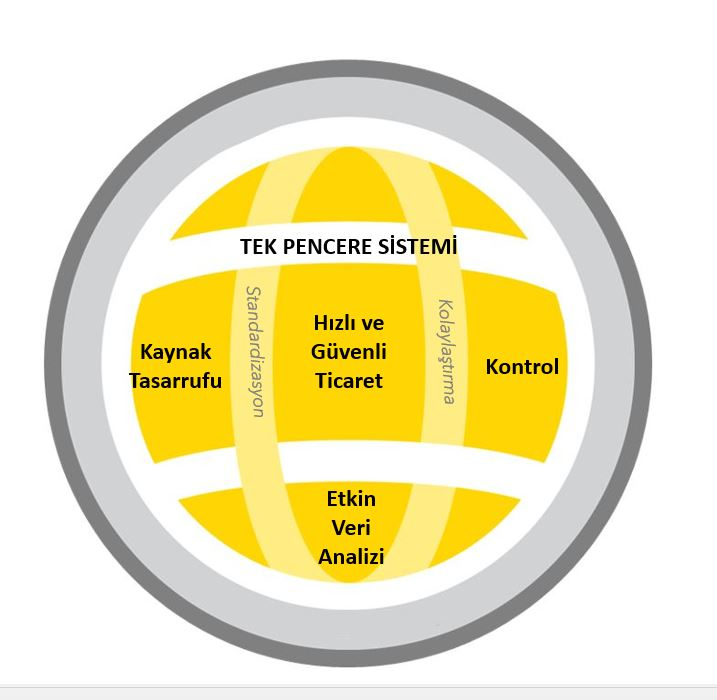 TEK PENCERE SİSTEMİ
Kaynak
Tasarrufu
Standardizasyon
Hızlı ve
Güvenli
Ticaret
Kolaylaştırma
Kontrol
Etkin
Veri
Analizi